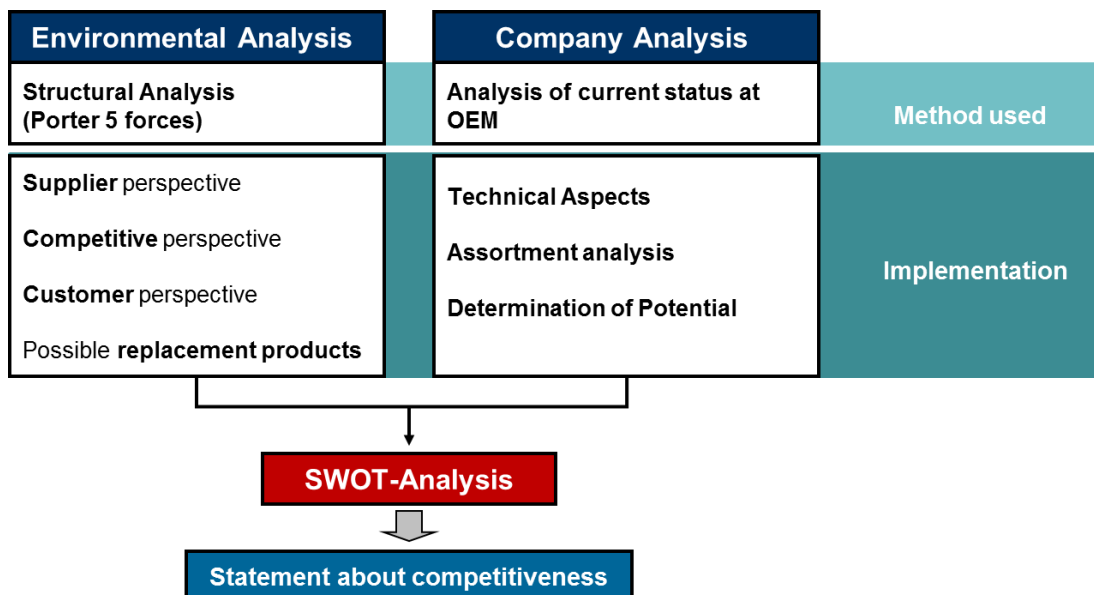 Environmental Analysis
Structural Analysis
(Porter 5 forces)
Supplier perspective
Competitive perspective
Customer perspective
Possible replacement products
Company Analysis
Analysis of current status at
OEM
Technical Aspects
Assortment analysis
Determination of Potential
Method used
Implementation
SWOT-Analysis
Statement about competitiveness